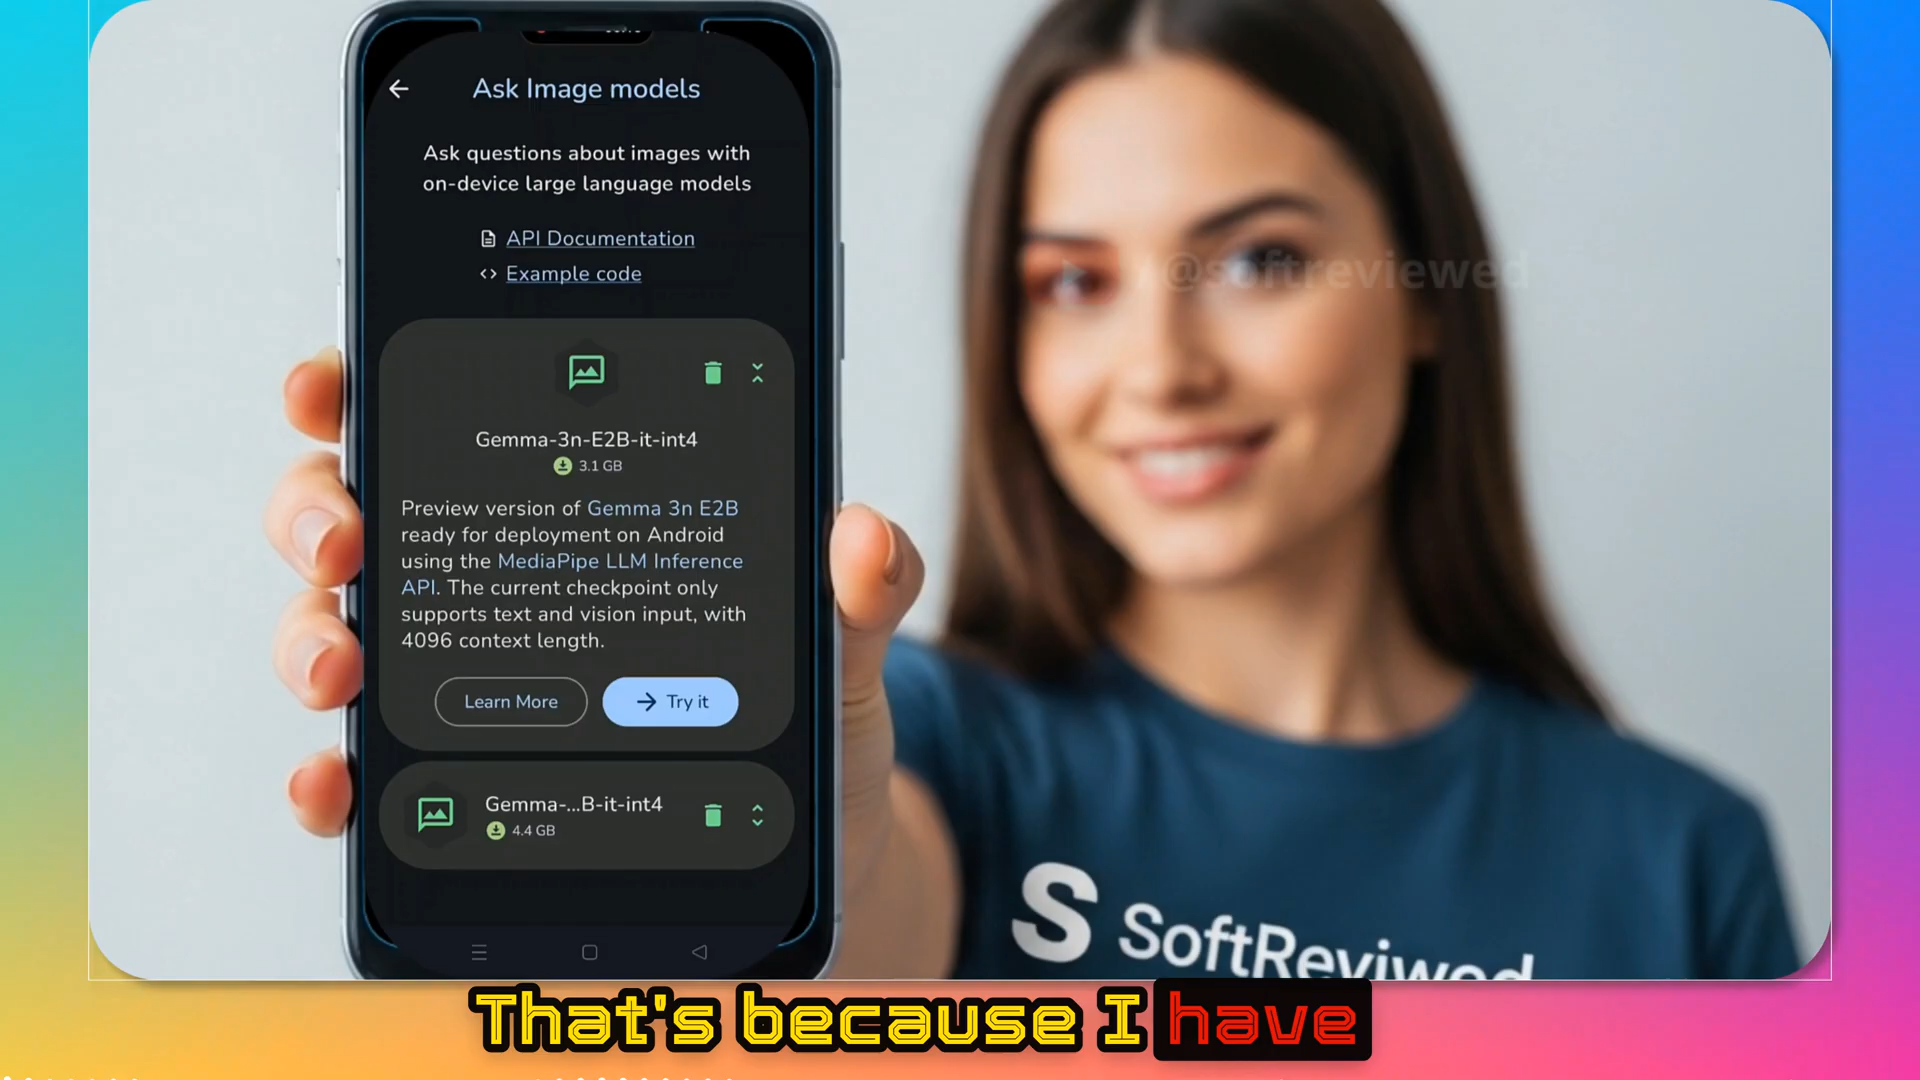 Ask Image models
Ask questions about images with
on-device large language models
API Documentation
Example code
Gemma-3n-E2B-it-int4
3.1 GB
Preview version of Gemma 3n E2B
ready for deployment on Android
using the MediaPipe LLM Inference
API. The current checkpoint only
supports text and vision input, with
4096 context length.
Learn More
Try it
Gemma-...B-it-int4
4.4 GB
@softreviewed
S SoftReviwed
That's because I have